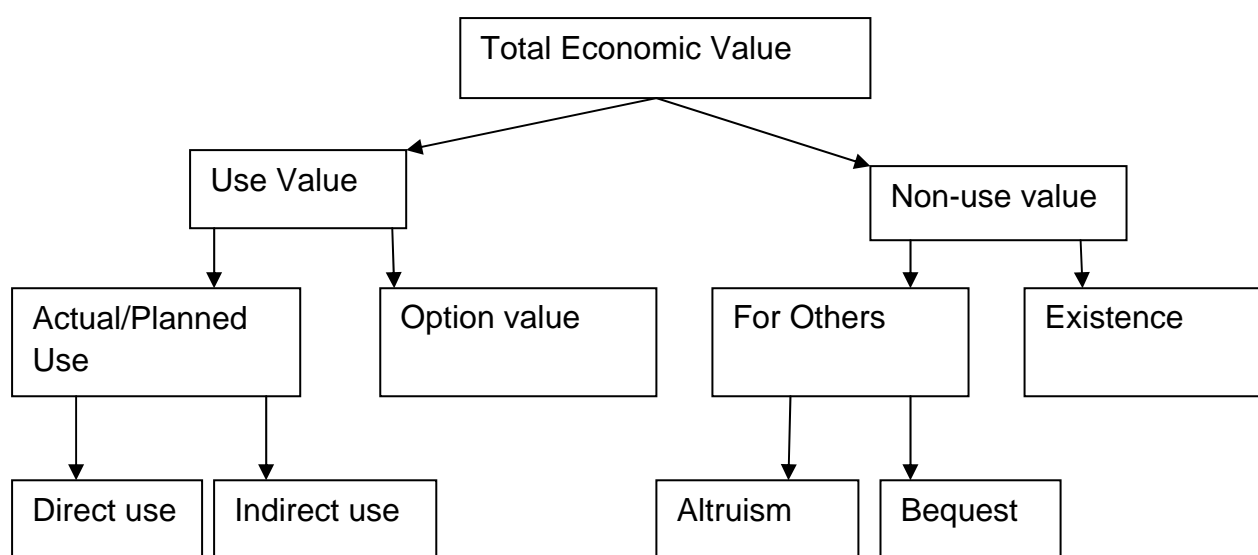 Total Economic Value
Use Value
Non-use value
Actual/Planned
Use
Option value
For Others
Existence
Direct use
Indirect use
Altruism
Bequest